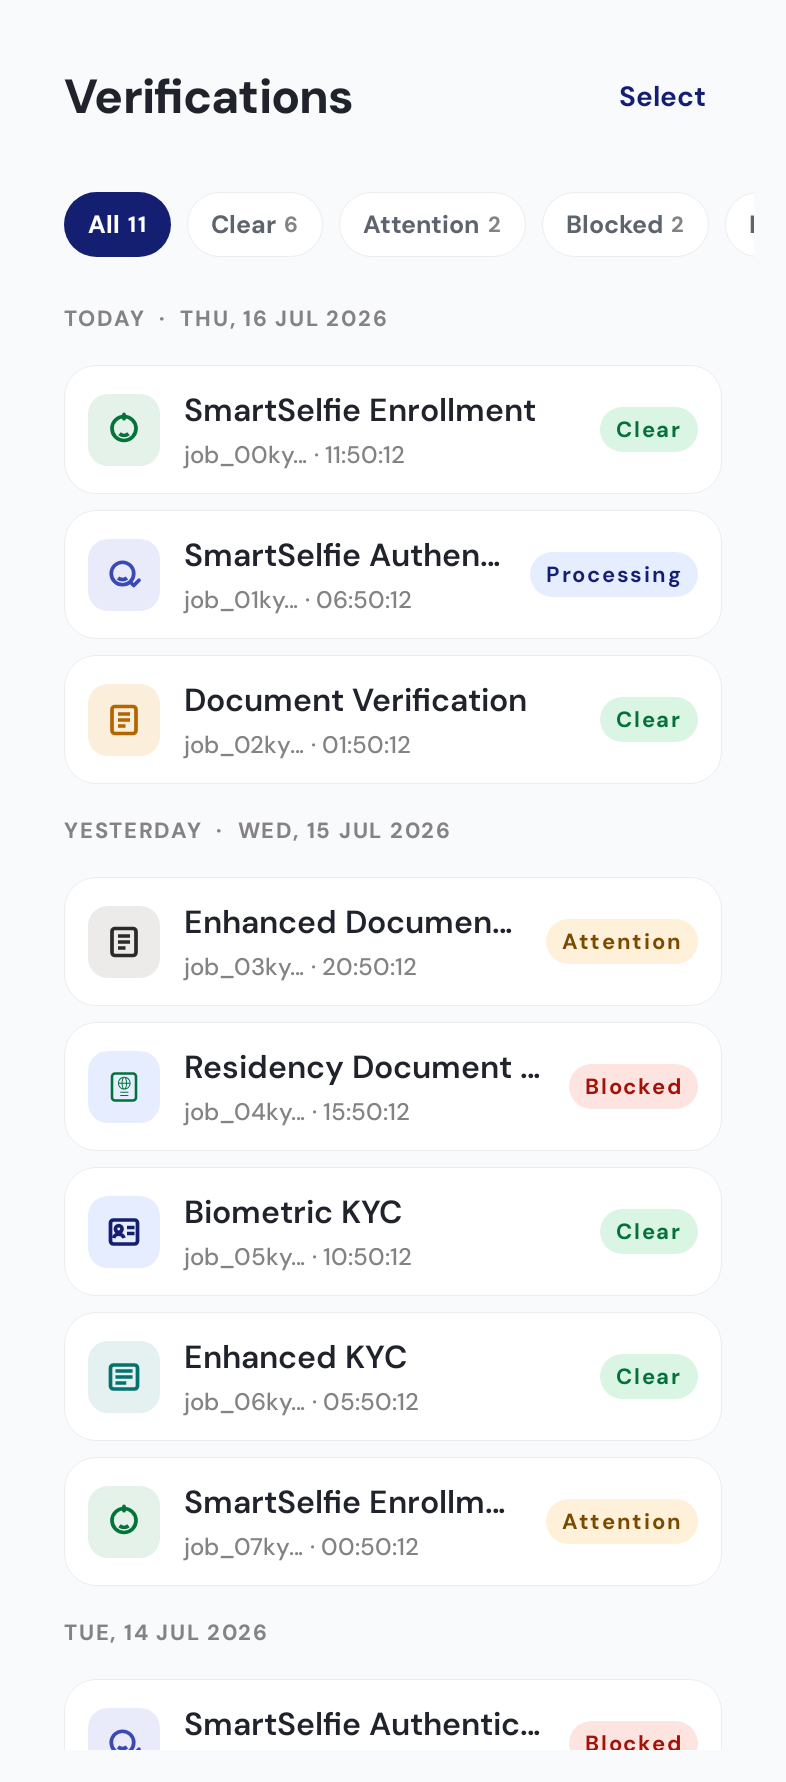 Verifications
Select
All 11
Clear 6
Attention 2
Blocked 2
TODAY · THU, 16 JUL 2026
SmartSelfie Enrollment
job_00ky… · 11:50:12
Clear
SmartSelfie Authen…
job_01ky… · 06:50:12
Processing
Document Verification
job_02ky… · 01:50:12
Clear
YESTERDAY · WED, 15 JUL 2026
Enhanced Documen…
job_03ky… · 20:50:12
Attention
Residency Document …
job_04ky… · 15:50:12
Blocked
Biometric KYC
job_05ky… · 10:50:12
Clear
Enhanced KYC
job_06ky… · 05:50:12
Clear
SmartSelfie Enrollm…
job_07ky… · 00:50:12
Attention
TUE, 14 JUL 2026
SmartSelfie Authentic…
Blocked